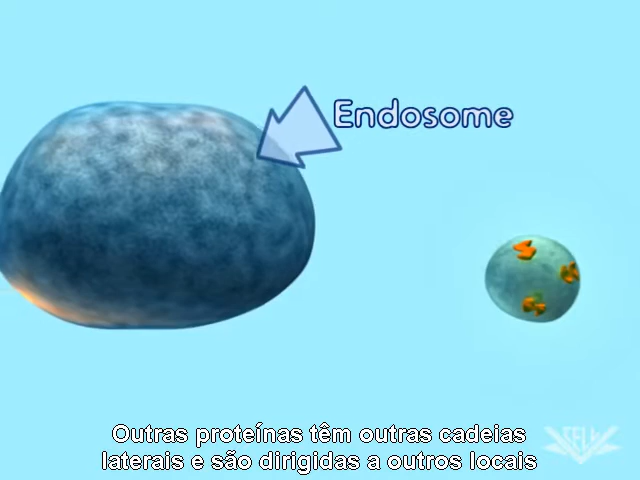 Endosome
Outras proteínas têm outras cadeias
laterais e são dirigidas a outros locais